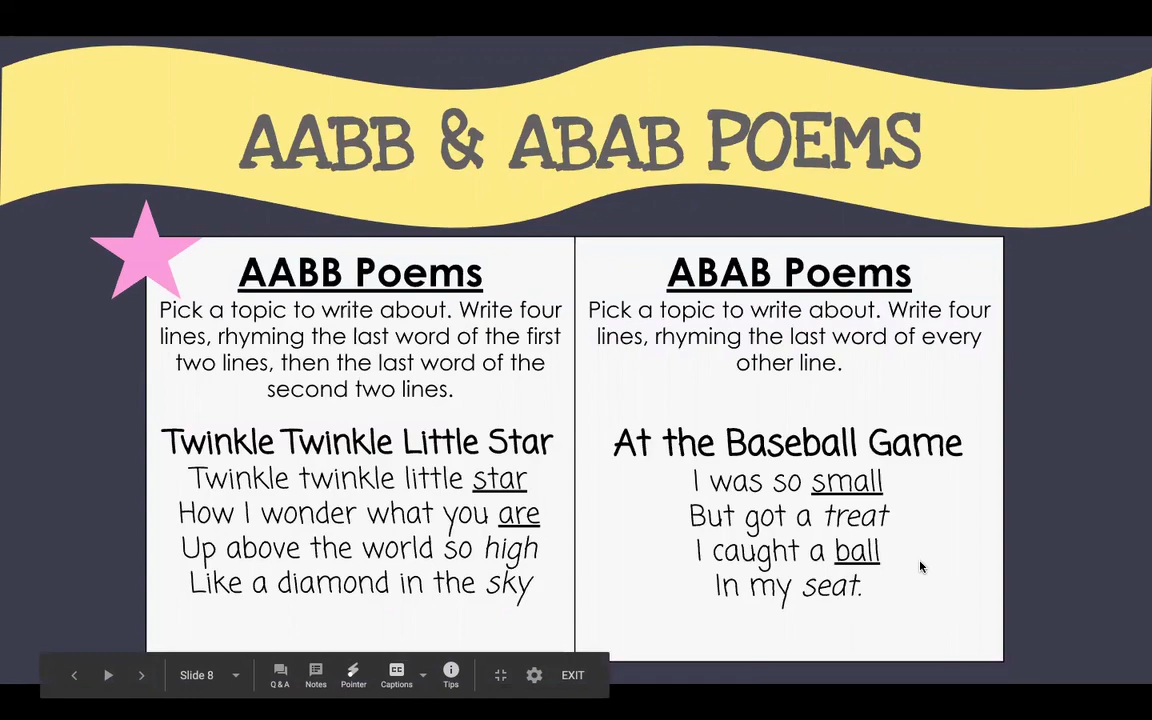 AABB & ABAB POEMS
AABB Poems
Pick a topic to write about. Write four
lines, rhyming the last word of the first
two lines, then the last word of the
second two lines.
Twinkle Twinkle Little Star
Twinkle twinkle little star
How I wonder what you are
Up above the world so high
Like a diamond in the sky
ABAB Poems
Pick a topic to write about. Write four
lines, rhyming the last word of every
other line.
At the Baseball Game
I was so small
But got a treat
I caught a ball
In my seat.
Slide 8
Q & A
Notes
Pointer
Captions
Tips
EXIT